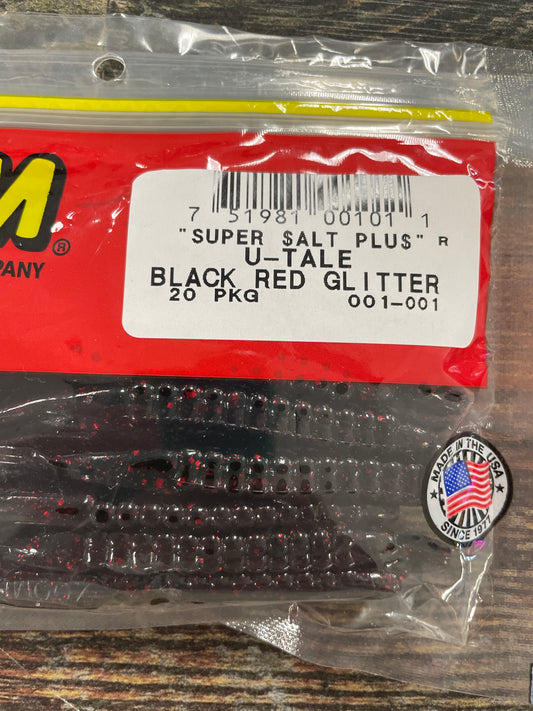 M ®
PANY
7 51981 00101 1
"SUPER $ALT PLU$" R
U-TALE
BLACK RED GLITTER
20 PKG 001-001
MADE IN THE USA
SINCE 1977